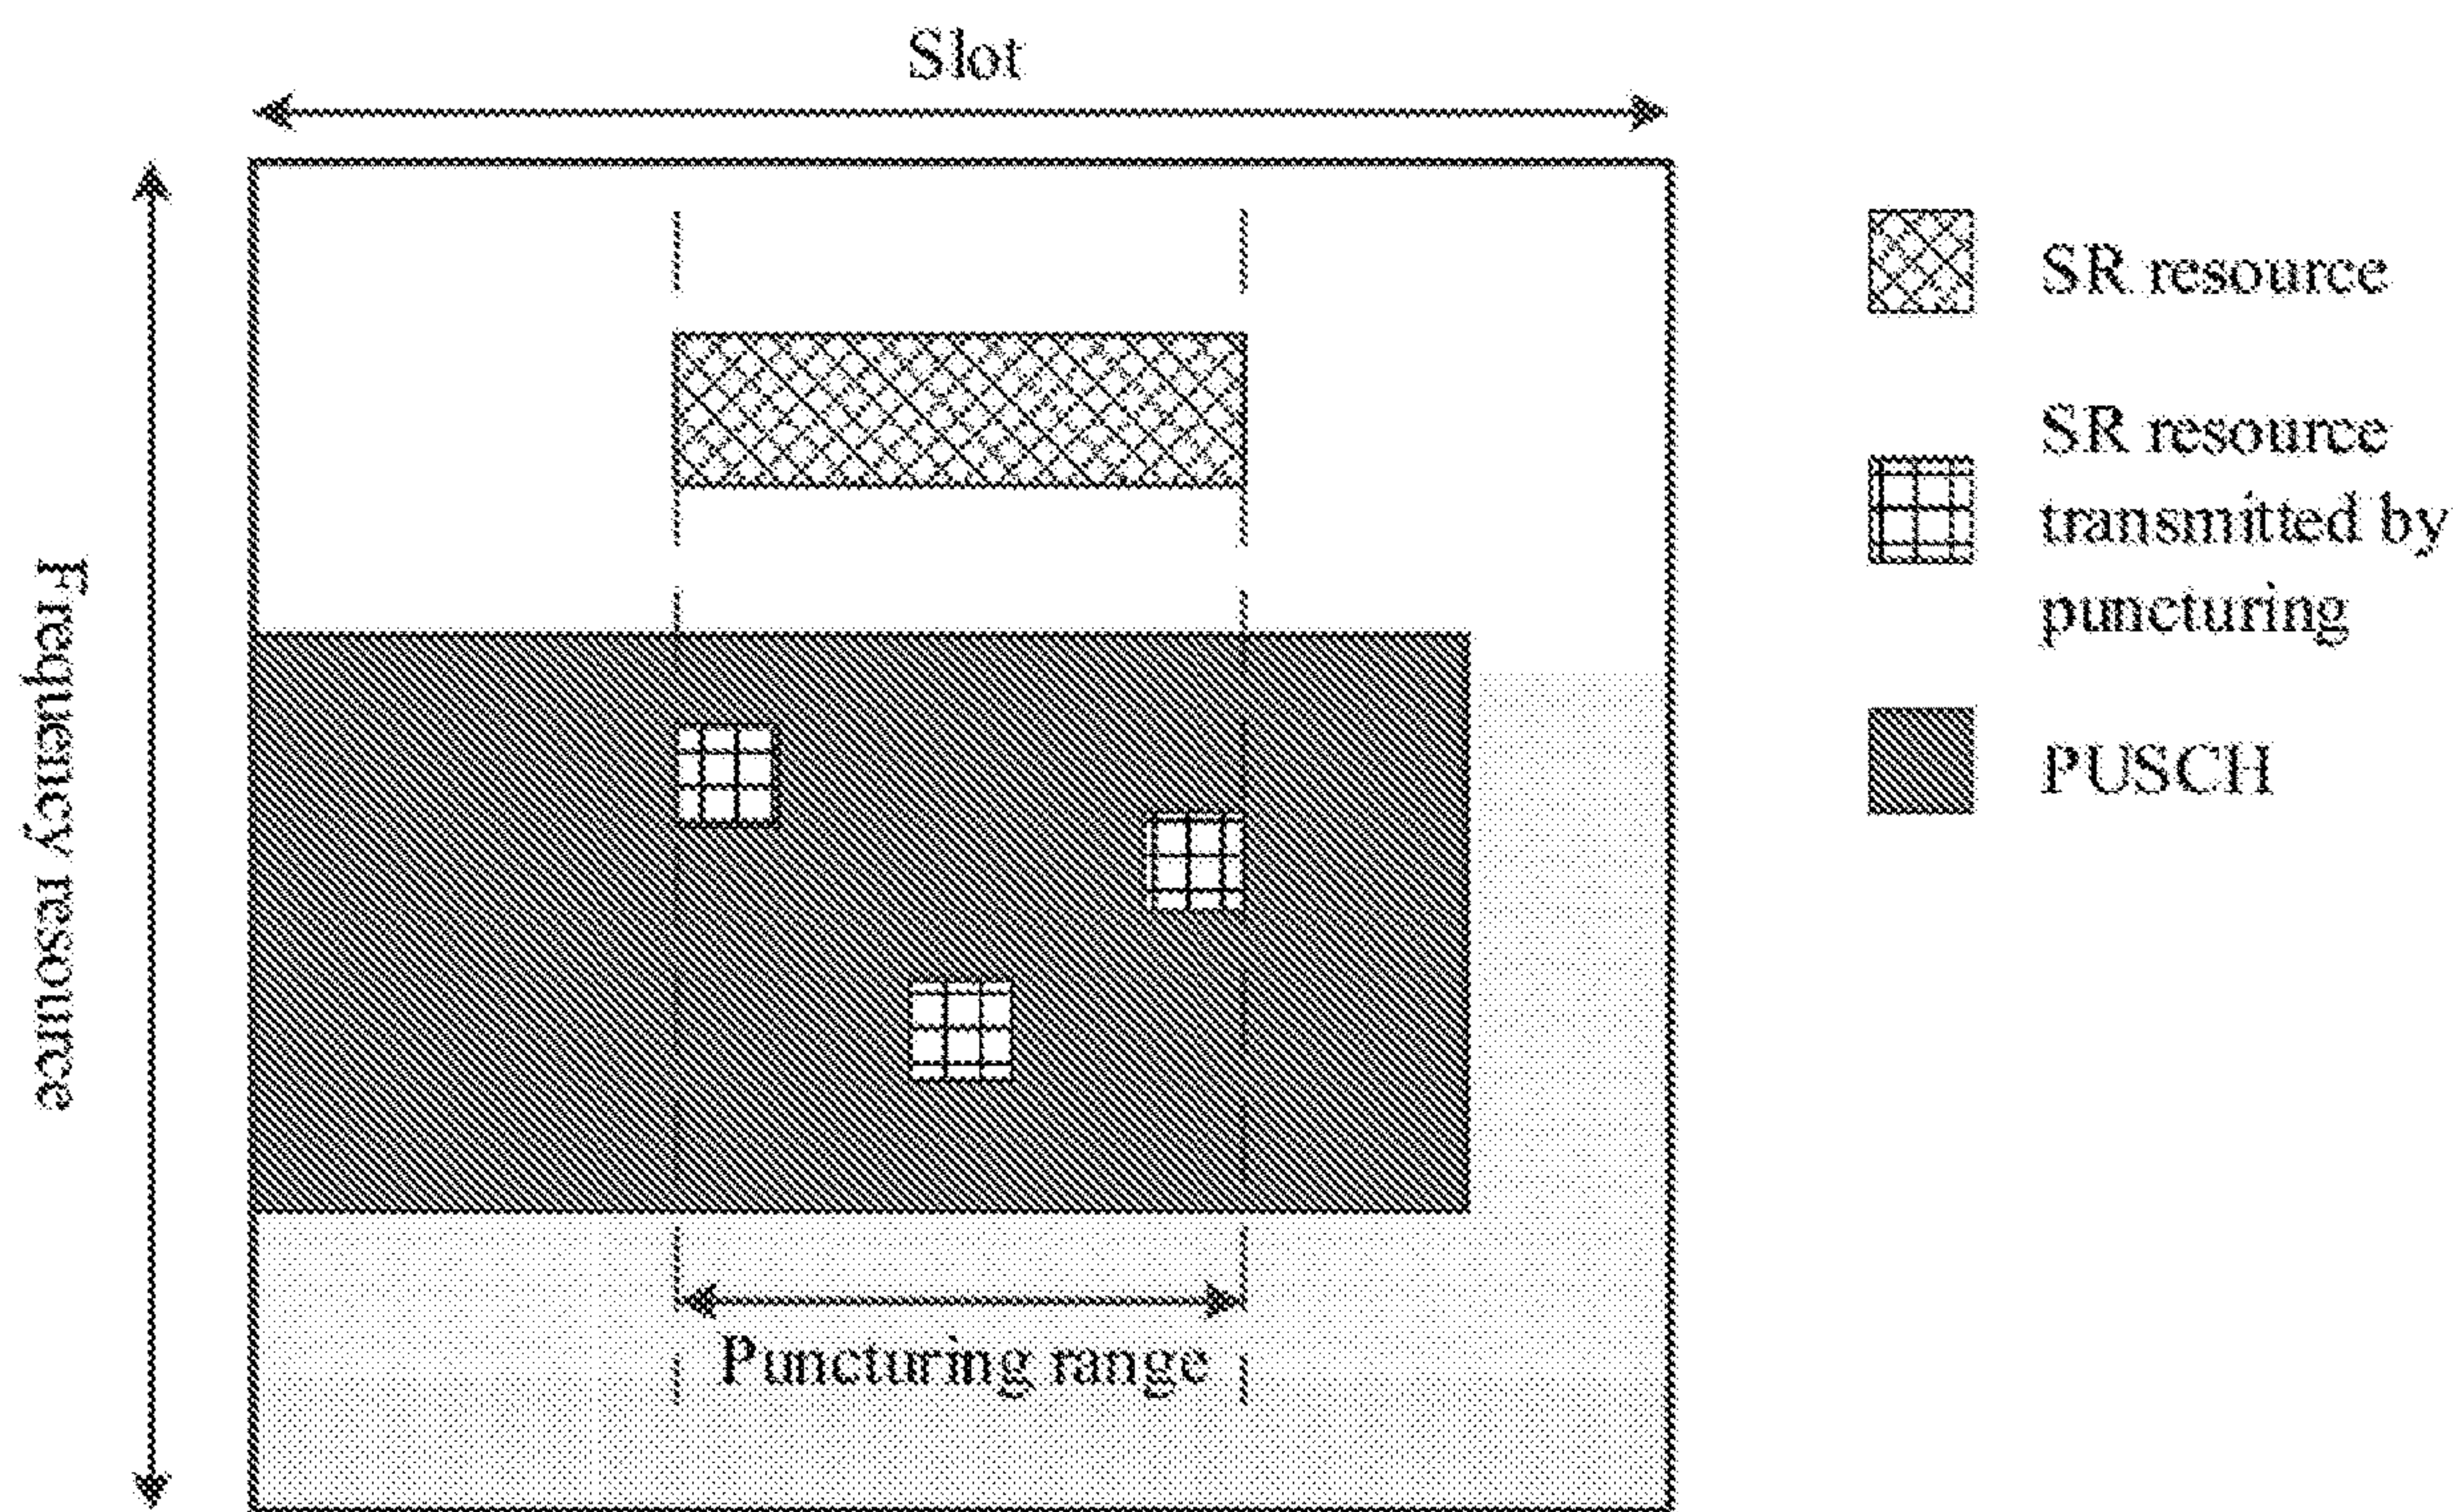 Slot
Frequency resource
SR resource
SR resource
transmitted by
puncturing
PUSCH
Puncturing range